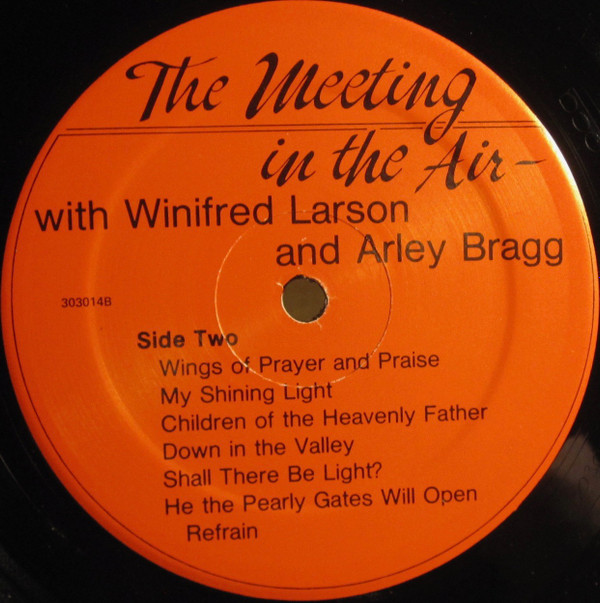 The Meeting
in the Air-
with Winifred Larson
and Arley Bragg
303014B
Side Two
Wings of Prayer and Praise
My Shining Light
Children of the Heavenly Father
Down in the Valley
Shall There Be Light?
He the Pearly Gates Will Open
Refrain